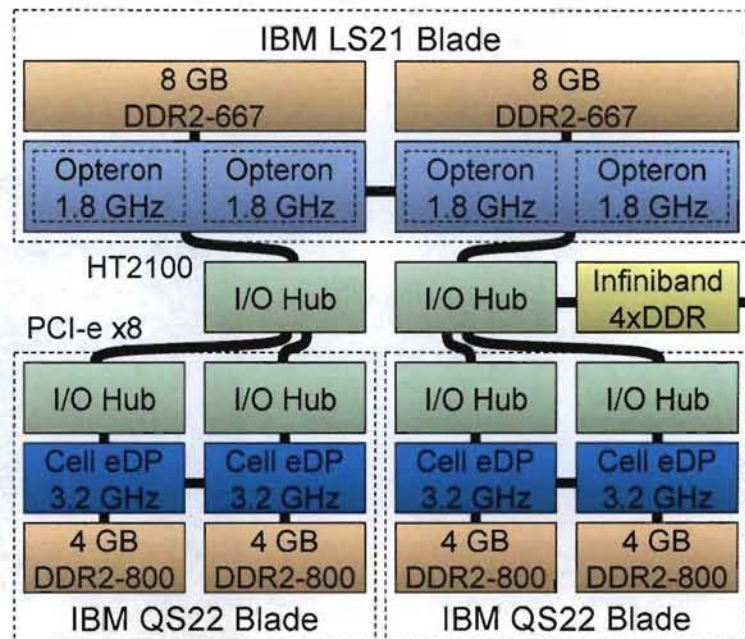 IBM LS21 Blade
8 GB
DDR2-667
8 GB
DDR2-667
Opteron
1.8 GHz
Opteron
1.8 GHz
Opteron
1.8 GHz
Opteron
1.8 GHz
HT2100
I/O Hub
I/O Hub
Infiniband
4xDDR
PCI-e x8
I/O Hub
I/O Hub
I/O Hub
I/O Hub
Cell eDP
3.2 GHz
Cell eDP
3.2 GHz
Cell eDP
3.2 GHz
Cell eDP
3.2 GHz
4 GB
DDR2-800
4 GB
DDR2-800
4 GB
DDR2-800
4 GB
DDR2-800
IBM QS22 Blade
IBM QS22 Blade